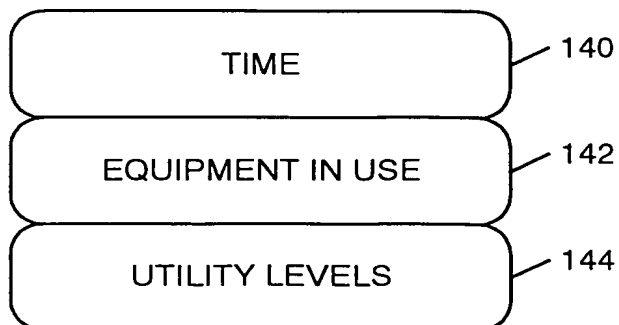 TIME 140
EQUIPMENT IN USE 142
UTILITY LEVELS 144